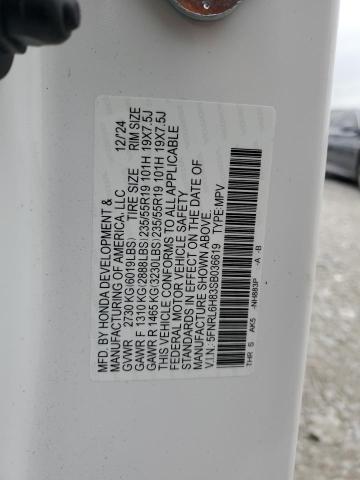 MFD. BY HONDA DEVELOPMENT &
MANUFACTURING OF AMERICA, LLC 12/24
GVWR 2730 KG(6019LBS) TIRE SIZE RIM SIZE
GAWR F 1310 KG(2888LBS) 235/55R19 101H 19X7.5J
GAWR R 1465 KG(3230LBS) 235/55R19 101H 19X7.5J
THIS VEHICLE CONFORMS TO ALL APPLICABLE
FEDERAL MOTOR VEHICLE SAFETY
STANDARDS IN EFFECT ON THE DATE OF
MANUFACTURE SHOWN ABOVE.
V.I.N.: 5FNRL6H83SB036619 TYPE:MPV
THR S AK5 -NH883P -A -B